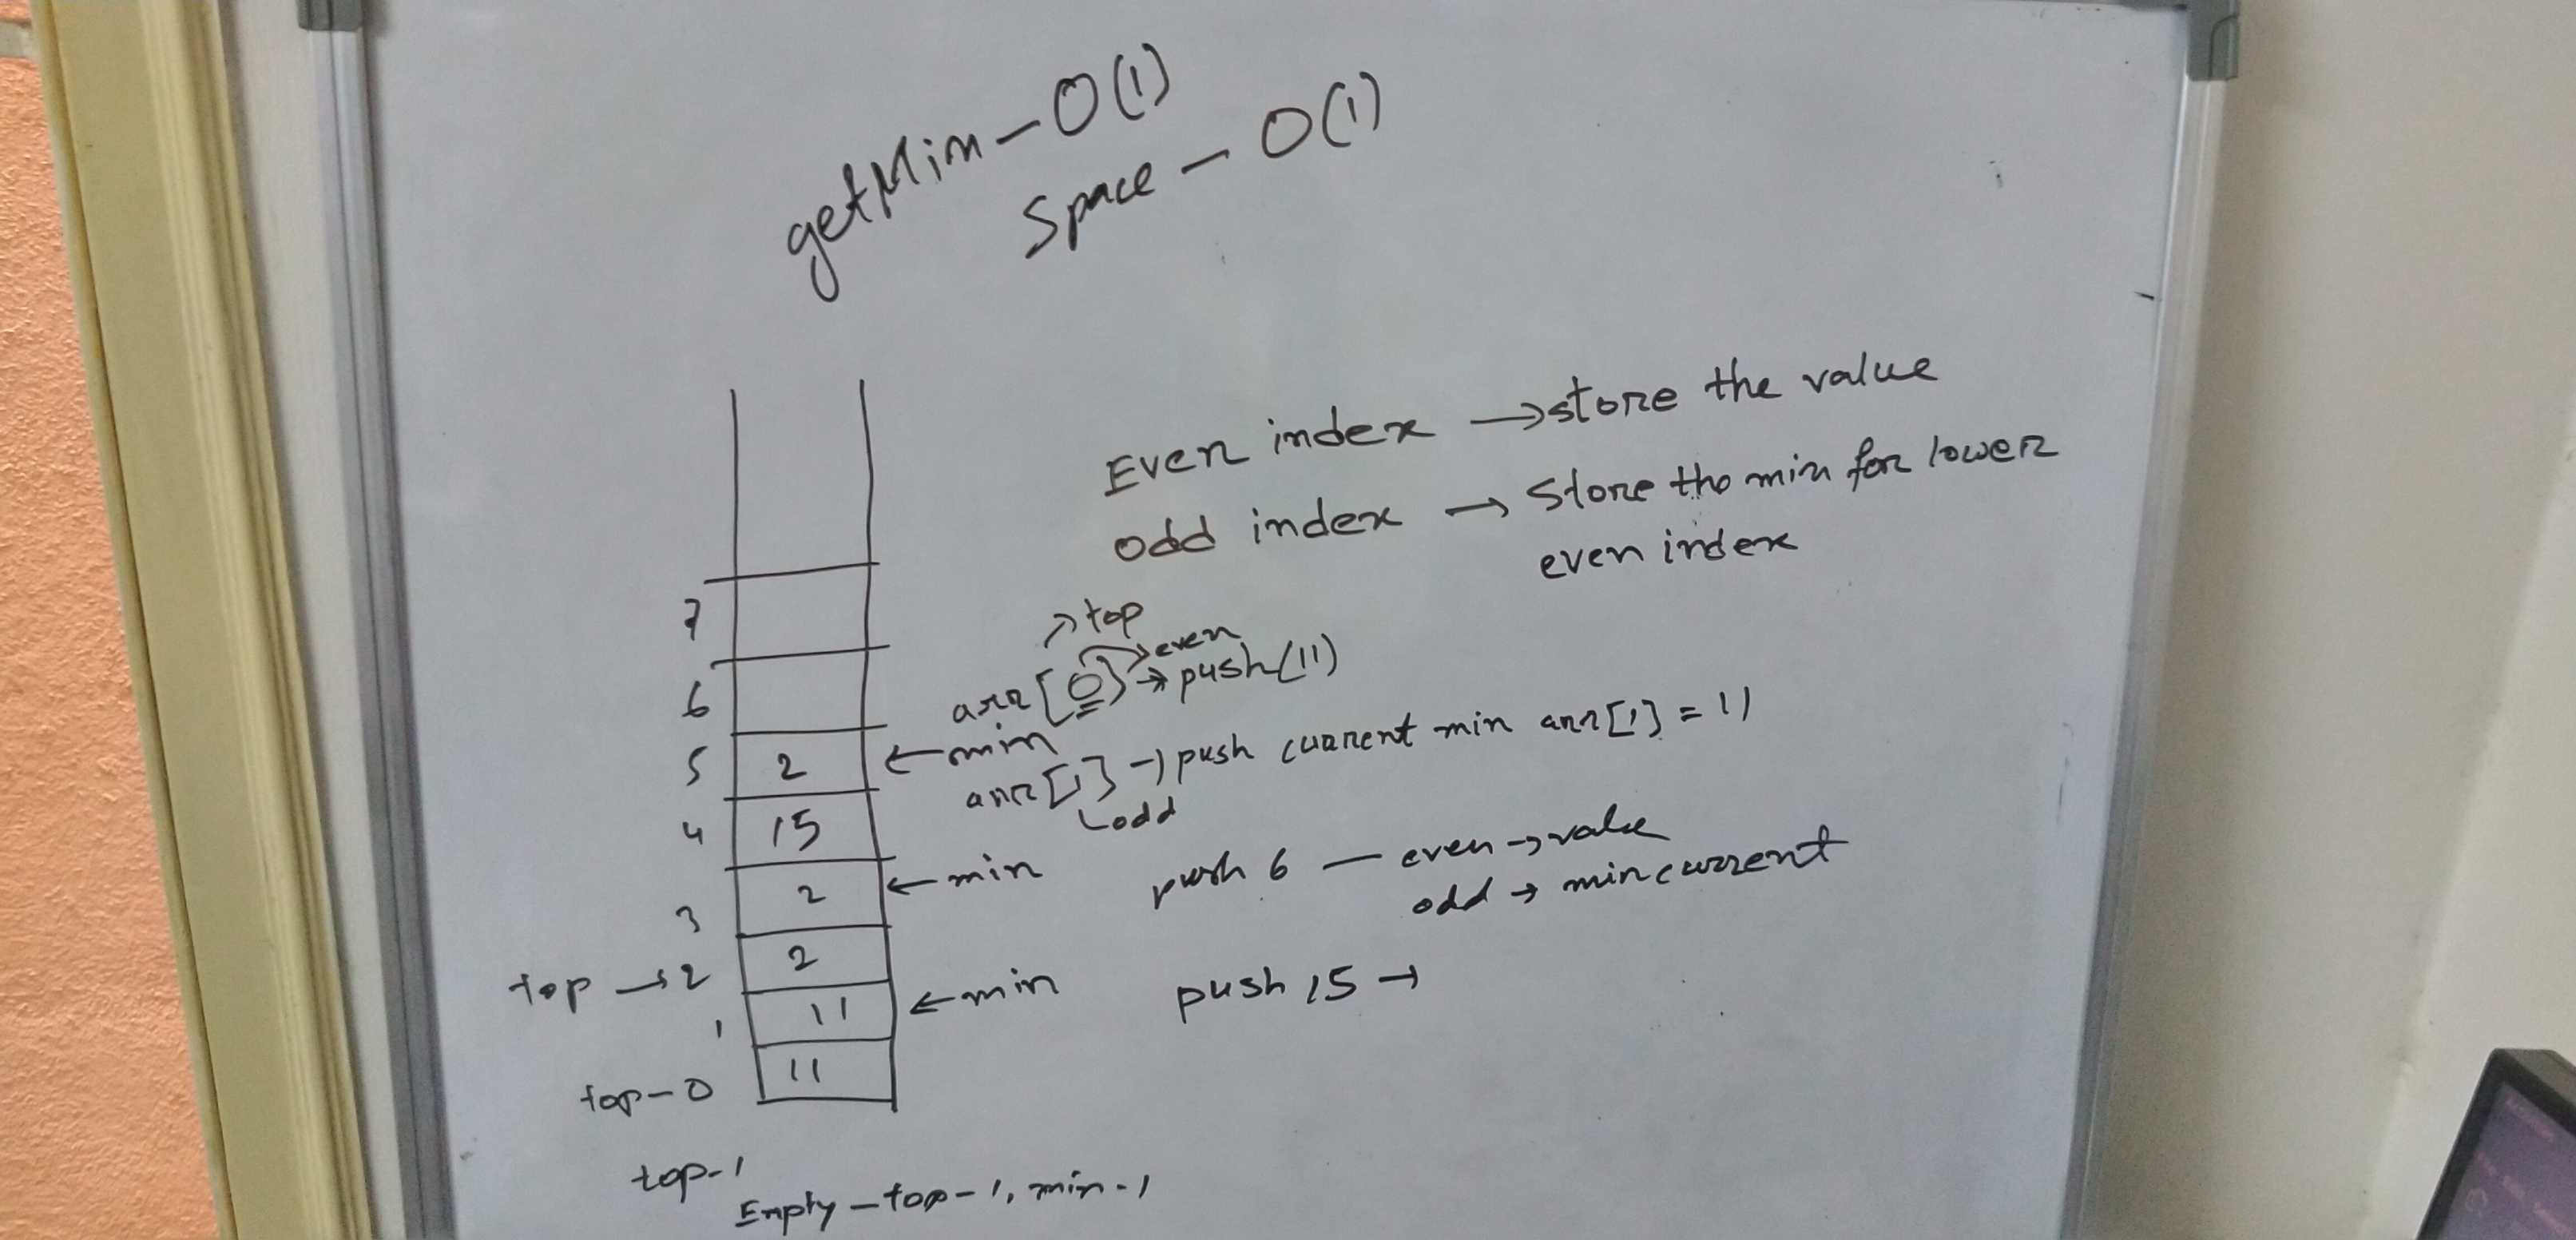 getMin - O(1)
Space - O(1)
Even index → store the value
odd index → store the min for lower
even index
7
6
5 2 ← min
4 15
3 2 ← min
top → 2 2
1 11 ← min
top - 0 11
top - 1
Empty - top - 1, min - 1
→ top
arr [0] → push(11)
→ even
arr [1] → push current min arr[1] = 11
odd
push 6 — even → value
odd → min current
push 15 →